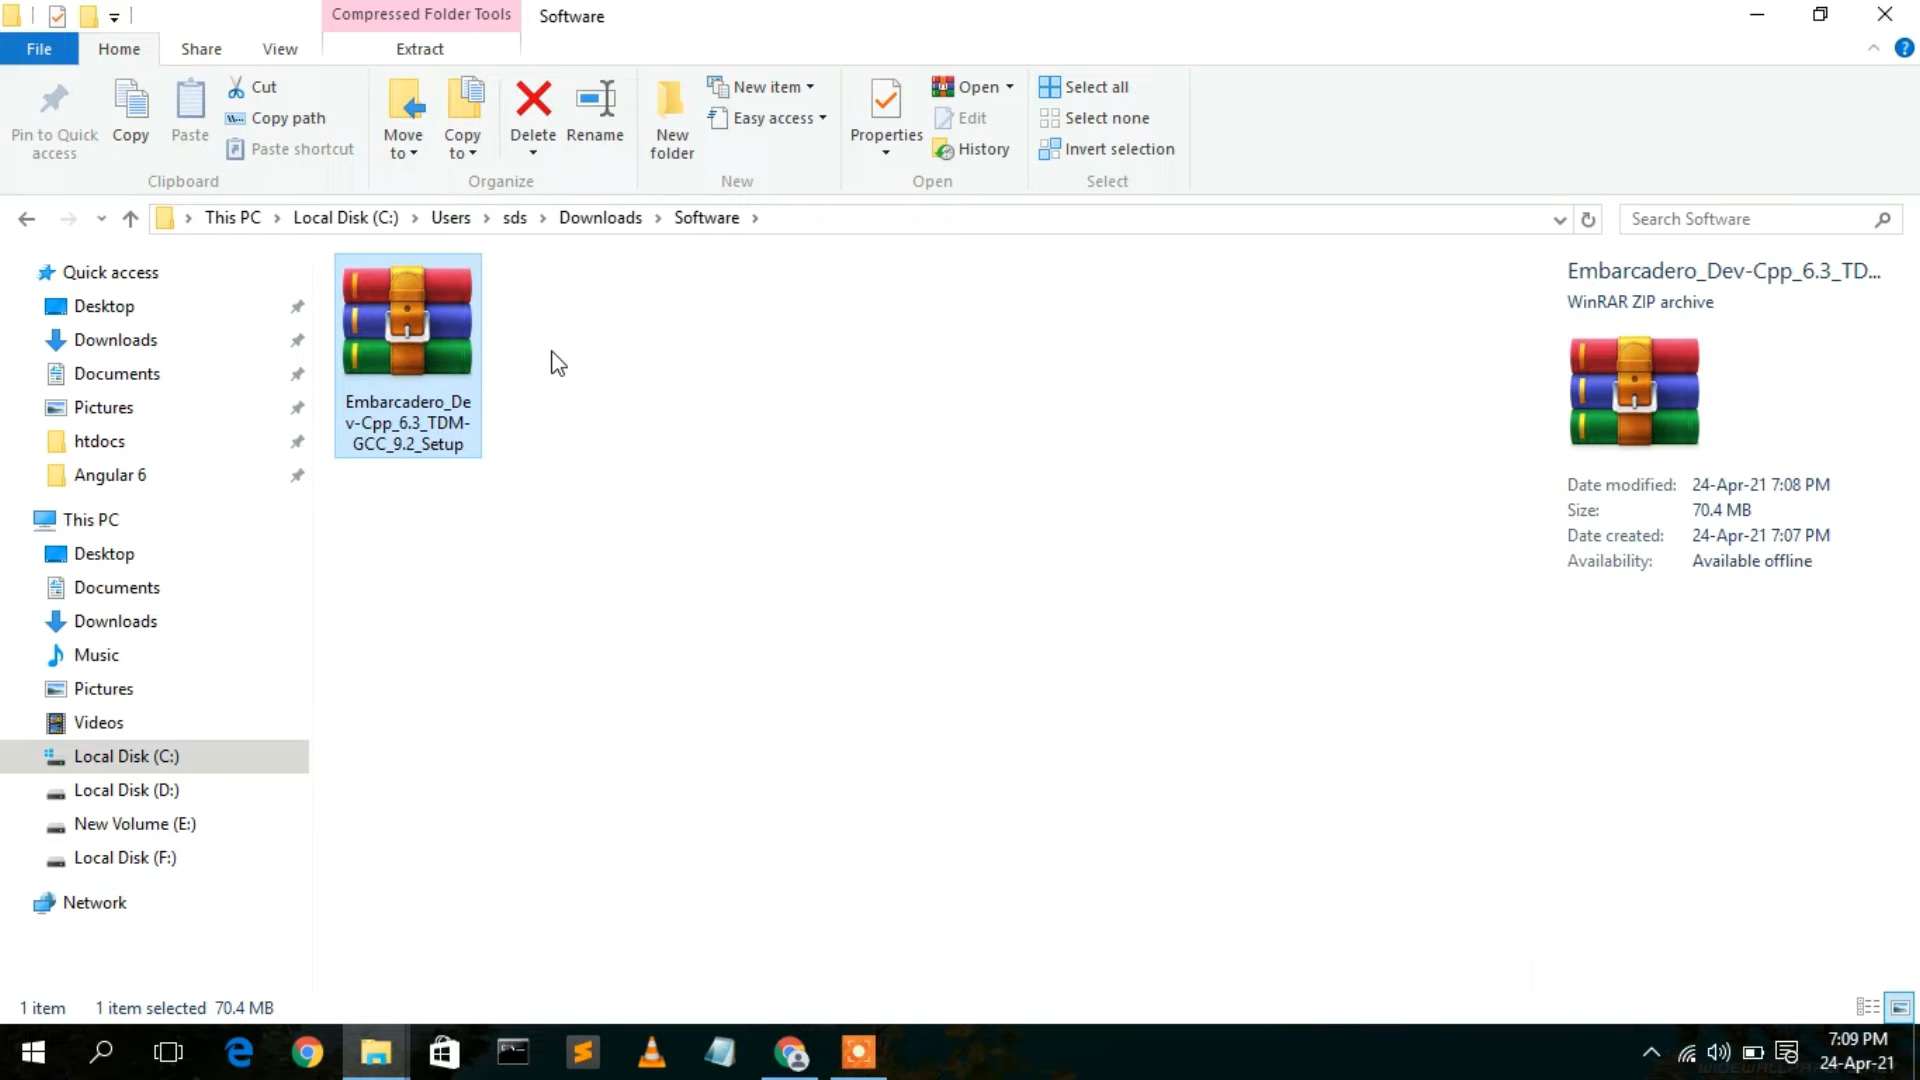 Compressed Folder Tools
Software
File
Home
Share
View
Extract
Pin to Quick
access
Copy
Paste
Cut
Copy path
Paste shortcut
Clipboard
Move
to
Copy
to
Delete
Rename
Organize
New
folder
New item
Easy access
New
Properties
Open
Edit
History
Open
Select all
Select none
Invert selection
Select
This PC
Local Disk (C:)
Users
sds
Downloads
Software
Search Software
Quick access
Desktop
Downloads
Documents
Pictures
htdocs
Angular 6
This PC
Desktop
Documents
Downloads
Music
Pictures
Videos
Local Disk (C:)
Local Disk (D:)
New Volume (E:)
Local Disk (F:)
Network
Embarcadero_De
v-Cpp_6.3_TDM-
GCC_9.2_Setup
Embarcadero_Dev-Cpp_6.3_TD...
WinRAR ZIP archive
Date modified: 24-Apr-21 7:08 PM
Size: 70.4 MB
Date created: 24-Apr-21 7:07 PM
Availability: Available offline
1 item
1 item selected 70.4 MB
7:09 PM
24-Apr-21